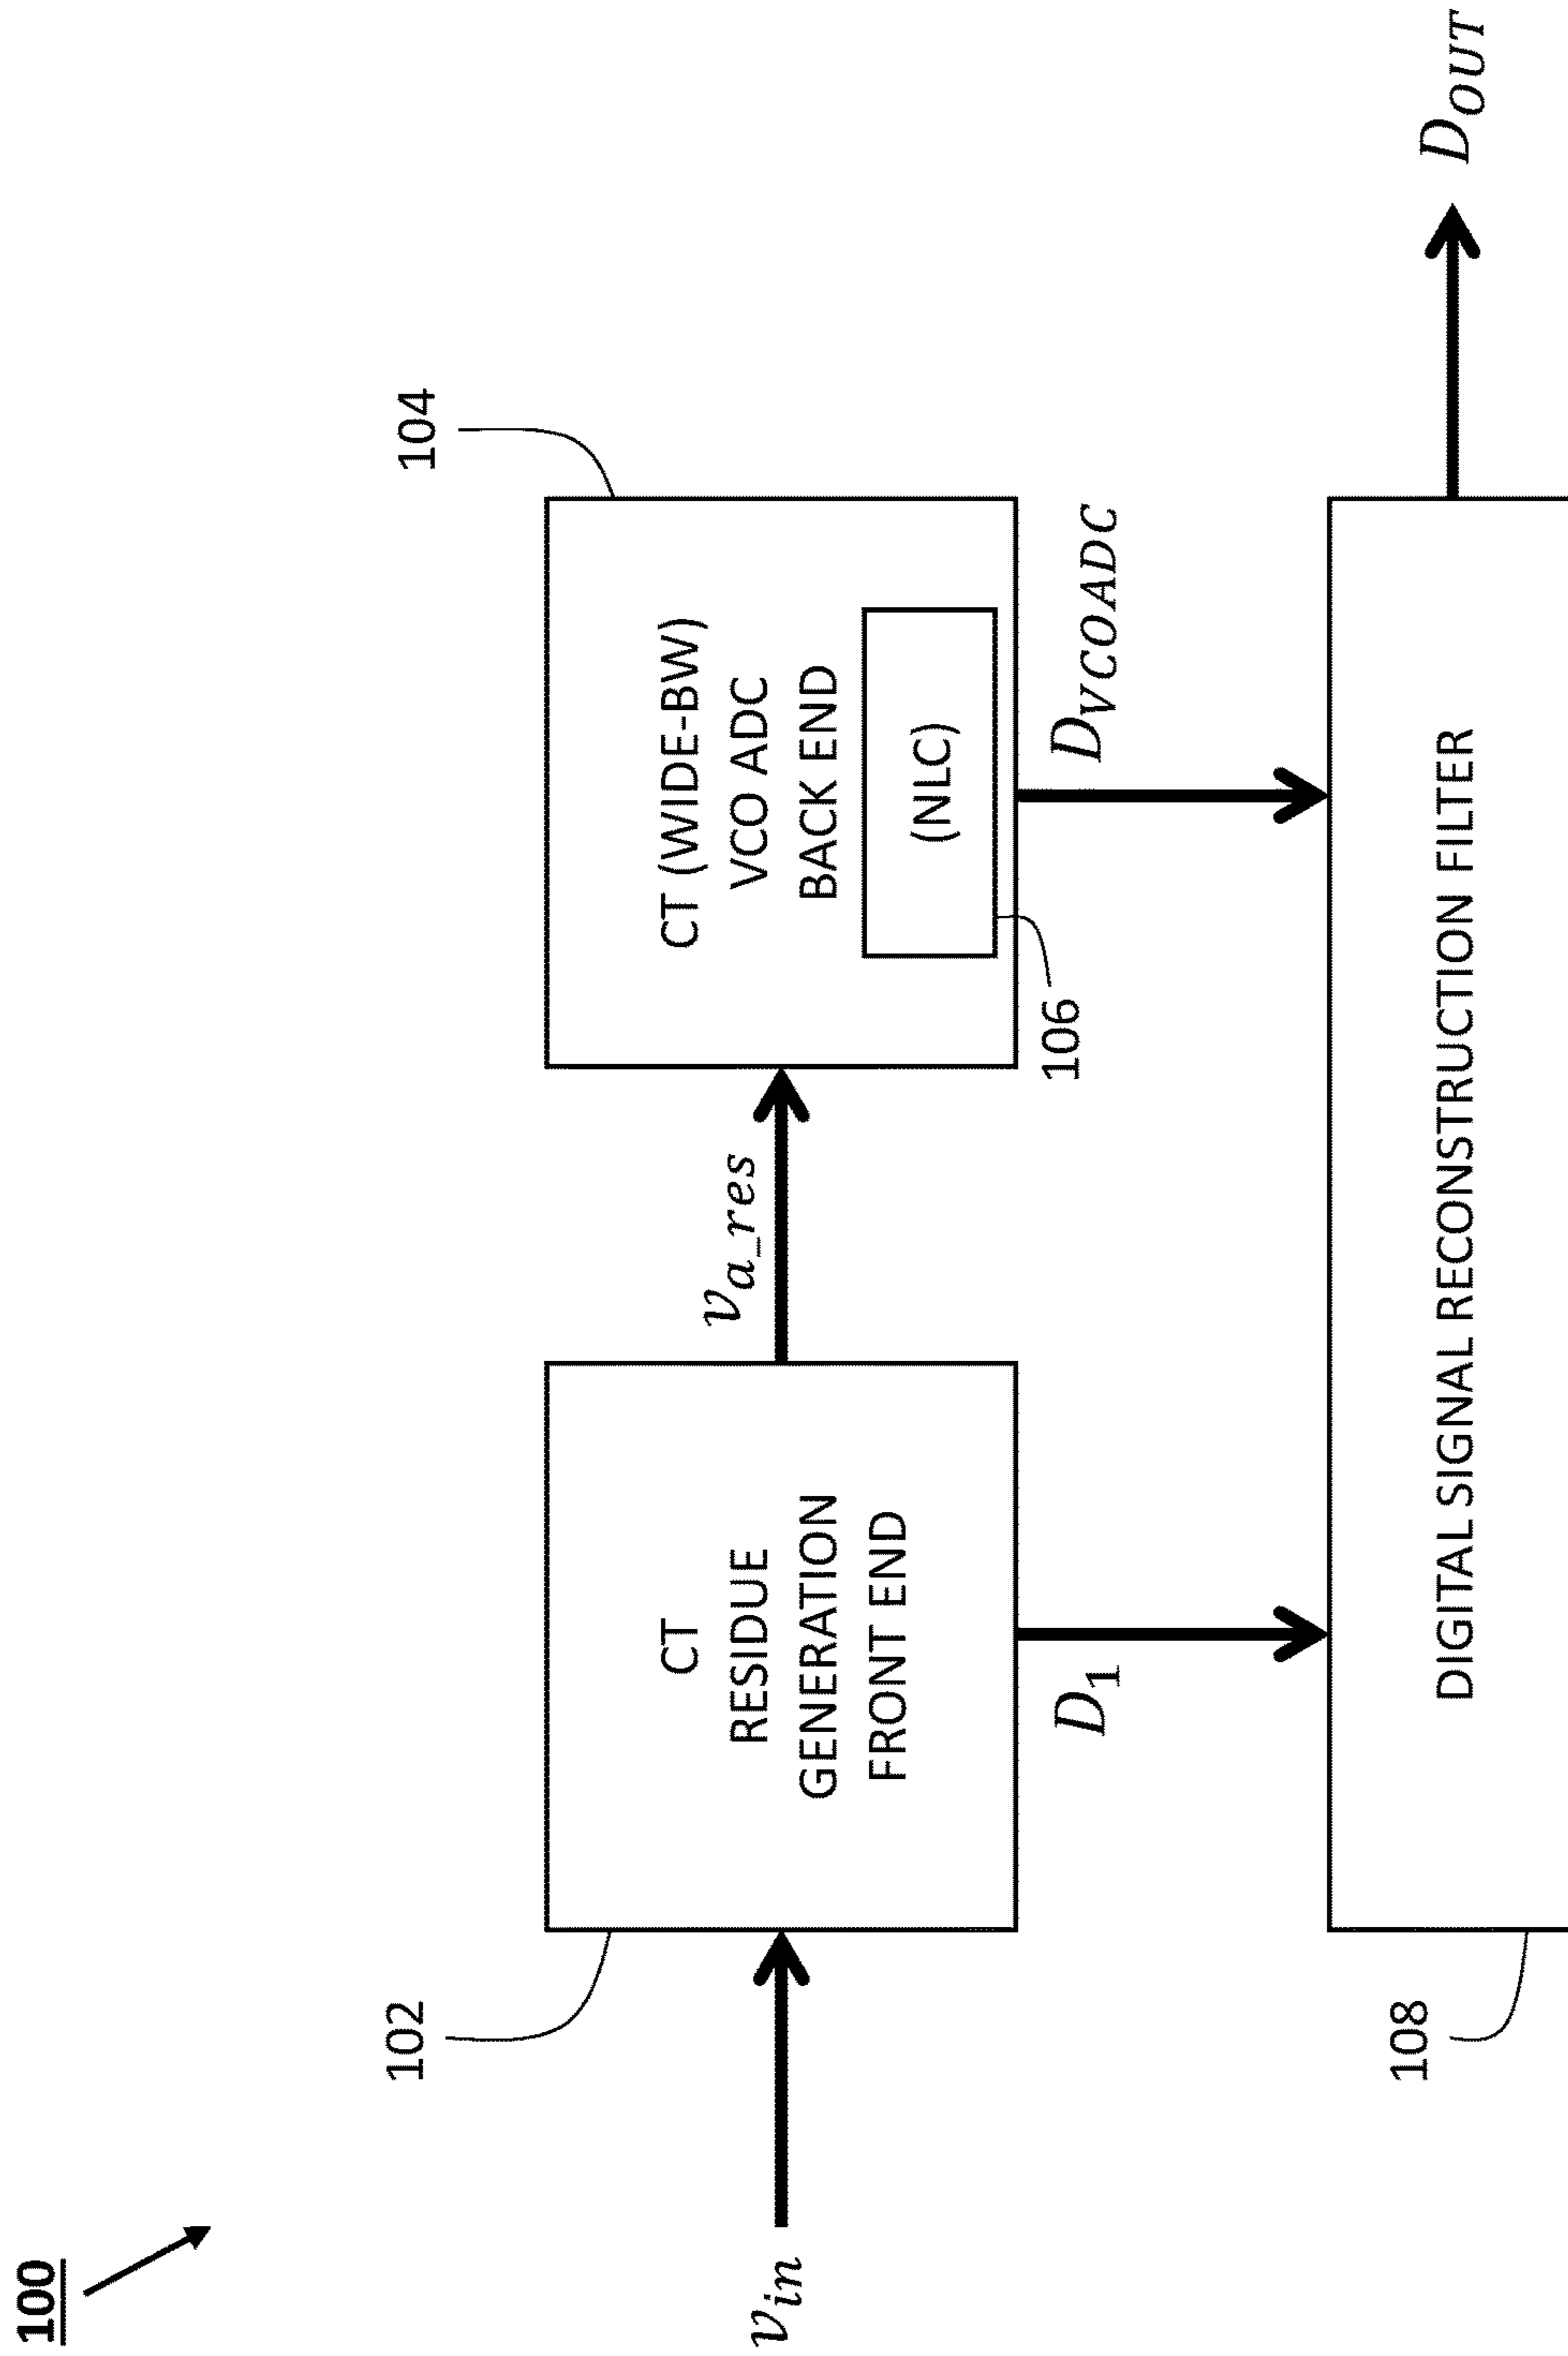 100
102
104
v_in
CT
RESIDUE
GENERATION
FRONT END
v_a_res
CT (WIDE-BW)
VCO ADC
BACK END
(NLC)
106
D_1
D_VCOADC
108
DIGITAL SIGNAL RECONSTRUCTION FILTER
D_OUT